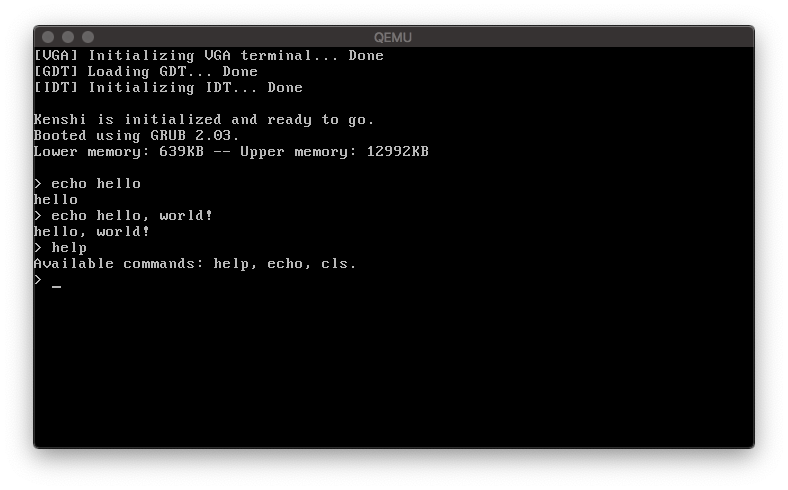 QEMU
[VGA] Initializing VGA terminal... Done
[GDT] Loading GDT... Done
[IDT] Initializing IDT... Done
Kenshi is initialized and ready to go.
Booted using GRUB 2.03.
Lower memory: 639KB -- Upper memory: 12992KB
> echo hello
hello
> echo hello, world!
hello, world!
> help
Available commands: help, echo, cls.
> _